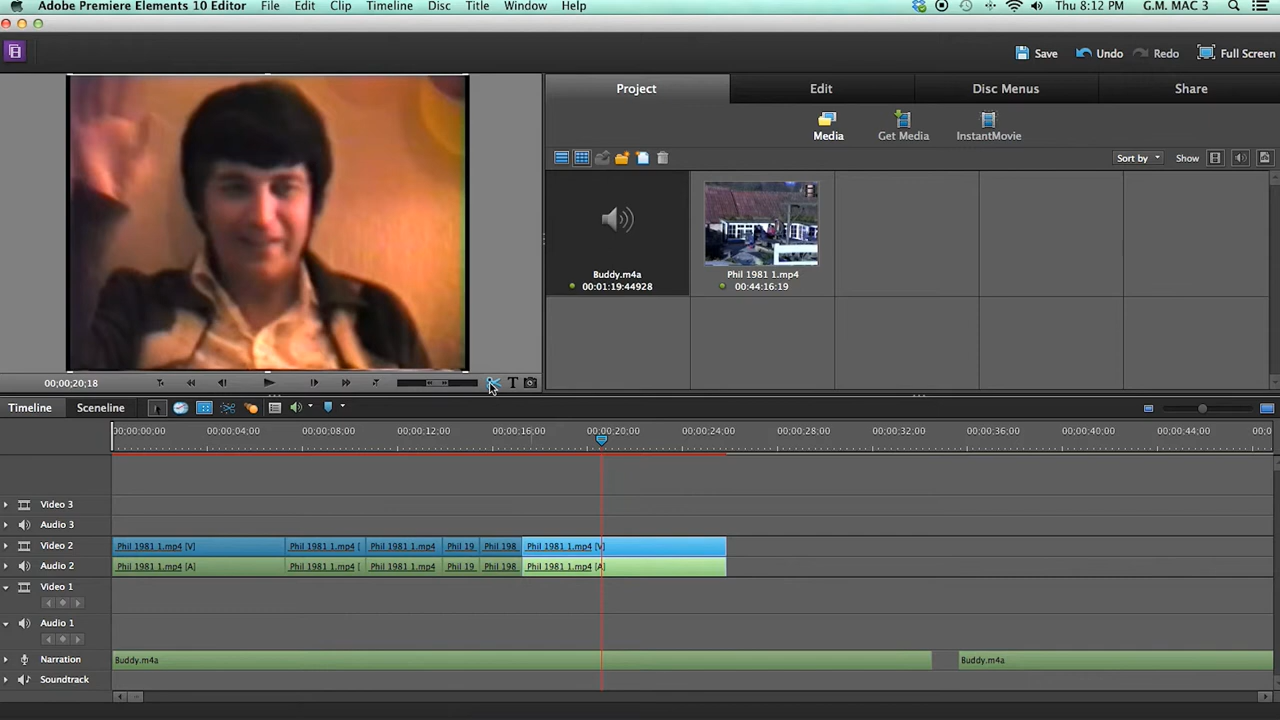 Adobe Premiere Elements 10 Editor File Edit Clip Timeline Disc Title Window Help Thu 8:12 PM G.M. MAC 3
Save Undo Redo Full Screen
Project Edit Disc Menus Share
Media Get Media InstantMovie
Sort by Show
Buddy.m4a Phil 1981 1.mp4
00:01:19:44928 00:44:16:19
00;00;20;18 T
Timeline Sceneline
00;00;00;00 00;00;04;00 00;00;08;00 00;00;12;00 00;00;16;00 00;00;20;00 00;00;24;00 00;00;28;00 00;00;32;00 00;00;36;00 00;00;40;00 00;00;44;00 00;0
Video 3
Audio 3
Video 2 Phil 1981 1.mp4 [V] Phil 1981 1.mp4 [ Phil 1981 1.mp4 Phil 19 Phil 198 Phil 1981 1.mp4 [V]
Audio 2 Phil 1981 1.mp4 [A] Phil 1981 1.mp4 [ Phil 1981 1.mp4 Phil 19 Phil 198 Phil 1981 1.mp4 [A]
Video 1
Audio 1
Narration Buddy.m4a Buddy.m4a
Soundtrack